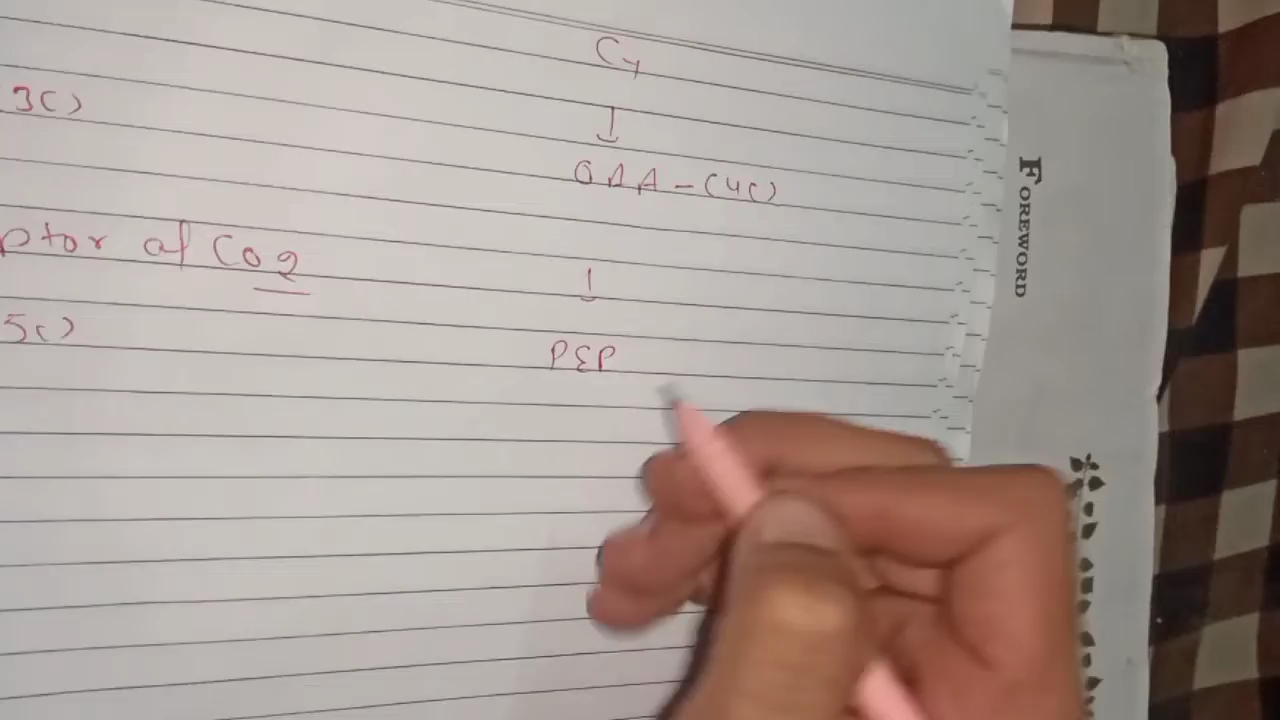 C4
↓
3C)
OAA - (4C)
ptor of CO2
↓
5C)
PEP
FOREWORD